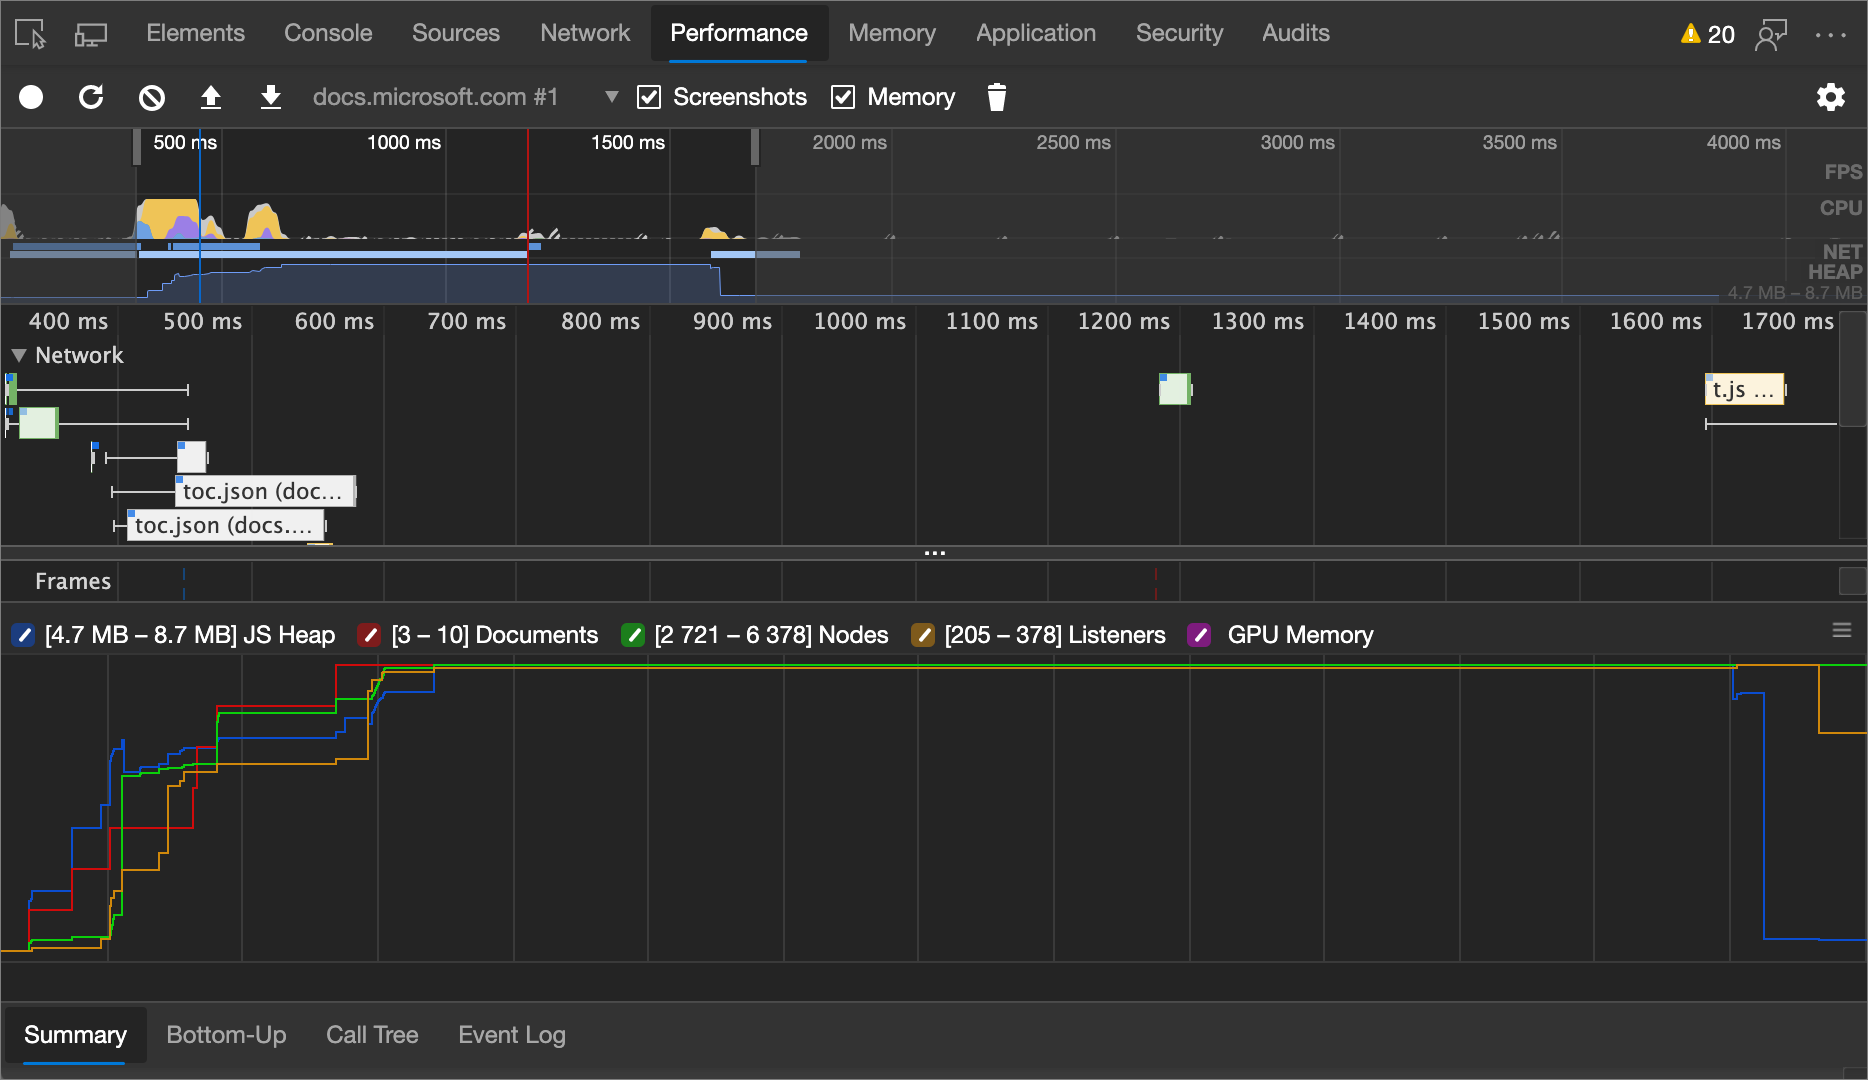 Elements Console Sources Network Performance Memory Application Security Audits 20
docs.microsoft.com #1 Screenshots Memory
500 ms 1000 ms 1500 ms 2000 ms 2500 ms 3000 ms 3500 ms 4000 ms
FPS
CPU
NET
HEAP
4.7 MB – 8.7 MB
400 ms 500 ms 600 ms 700 ms 800 ms 900 ms 1000 ms 1100 ms 1200 ms 1300 ms 1400 ms 1500 ms 1600 ms 1700 ms
Network
t.js ...
toc.json (doc...
toc.json (docs....
Frames
[4.7 MB – 8.7 MB] JS Heap [3 – 10] Documents [2 721 – 6 378] Nodes [205 – 378] Listeners GPU Memory
Summary Bottom-Up Call Tree Event Log